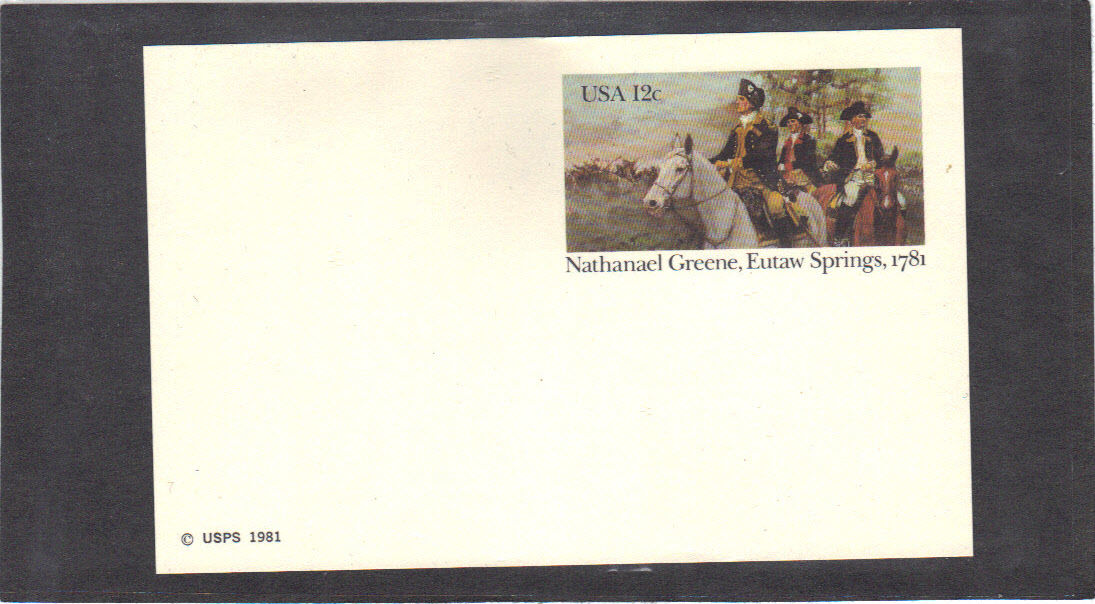 USA 12c
Nathanael Greene, Eutaw Springs, 1781
© USPS 1981